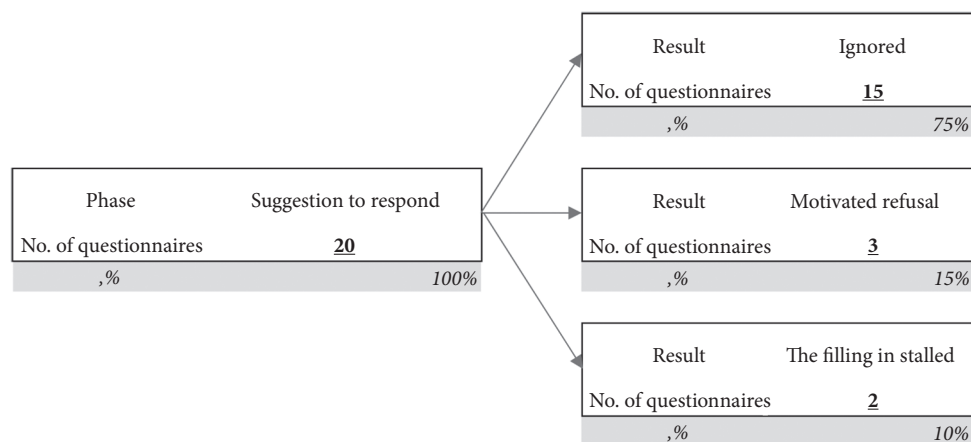 Phase Suggestion to respond
No. of questionnaires 20
,% 100%
Result Ignored
No. of questionnaires 15
,% 75%
Result Motivated refusal
No. of questionnaires 3
,% 15%
Result The filling in stalled
No. of questionnaires 2
,% 10%